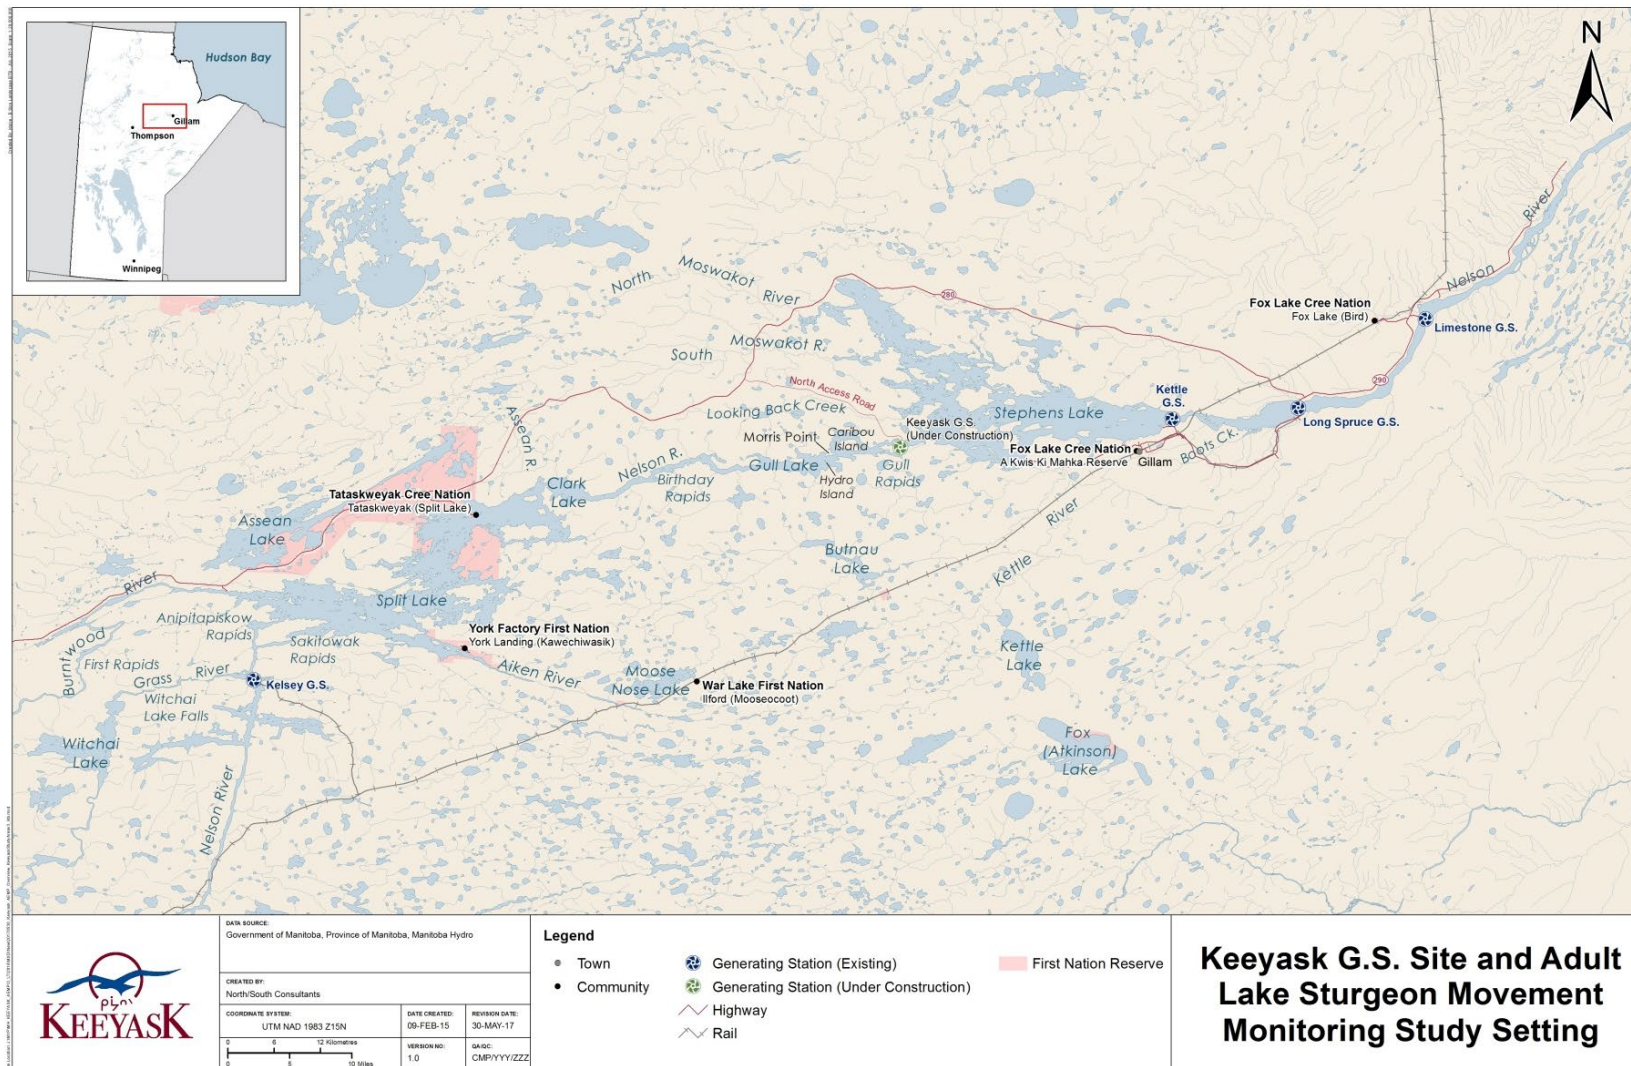 Hudson Bay
Gillam
Thompson
Winnipeg
N
North
Moswakot
River
280
South
Moswakot R.
North Access Road
Looking Back Creek
Morris Point
Caribou
Island
Keeyask G.S.
(Under Construction)
Stephens Lake
Kettle
G.S.
Fox Lake Cree Nation
Fox Lake (Bird)
Nelson
River
Limestone G.S.
290
Long Spruce G.S.
Boots Ck.
Fox Lake Cree Nation
A Kwis Ki Mahka Reserve
Gillam
Assean R.
Nelson R.
Gull Lake
Gull
Rapids
Birthday
Rapids
Hydro
Island
Clark
Lake
Tataskweyak Cree Nation
Tataskweyak (Split Lake)
Assean
Lake
Butnau
Lake
Kettle
River
River
Burntwood
Split Lake
Anipitapiskow
Rapids
Sakitowak
Rapids
York Factory First Nation
York Landing (Kawechiwasik)
Aiken River
First Rapids
Grass
River
Kelsey G.S.
Witchai
Lake Falls
Witchai
Lake
Nelson River
Moose
Nose Lake
War Lake First Nation
Ilford (Mooseocoot)
Kettle
Lake
Fox
(Atkinson)
Lake
KEEYASK
DATA SOURCE:
Government of Manitoba, Province of Manitoba, Manitoba Hydro
CREATED BY:
North/South Consultants
COORDINATE SYSTEM:
UTM NAD 1983 Z15N
DATE CREATED:
09-FEB-15
REVISION DATE:
30-MAY-17
0 6 12 Kilometres
0 5 10 Miles
VERSION NO:
1.0
QA/QC:
CMP/YYY/ZZZ
Legend
Town
Community
Generating Station (Existing)
Generating Station (Under Construction)
Highway
Rail
First Nation Reserve
Keeyask G.S. Site and Adult
Lake Sturgeon Movement
Monitoring Study Setting